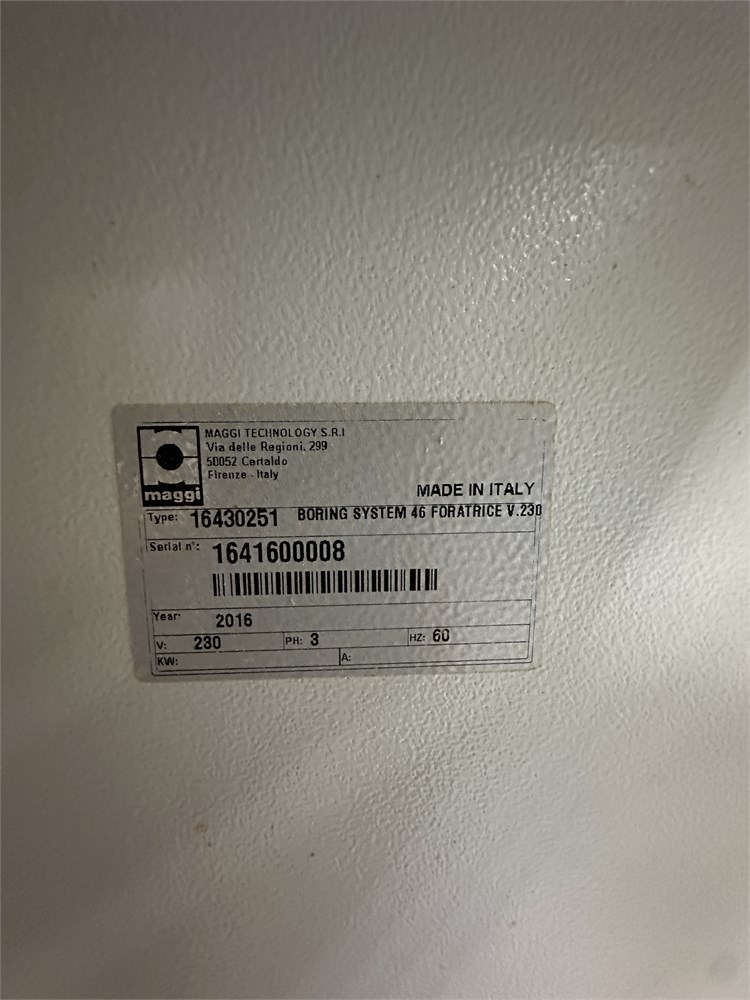 MAGGI TECHNOLOGY S.R.l
Via delle Regioni, 299
50052 Certaldo
Firenze - Italy
maggi
MADE IN ITALY
Type: 16430251 BORING SYSTEM 46 FORATRICE V.230
Serial n°: 1641600008
Year: 2016
V: 230 PH: 3 HZ: 60
KW: A: